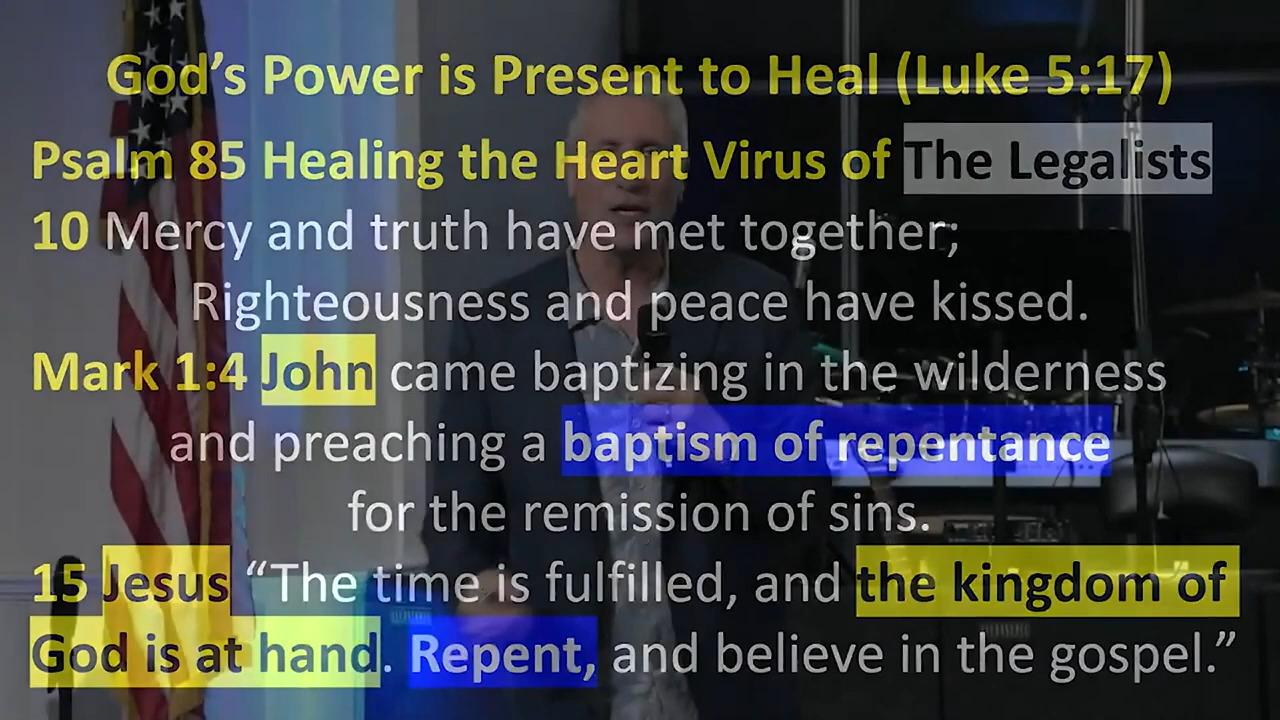 God’s Power is Present to Heal (Luke 5:17)
Psalm 85 Healing the Heart Virus of The Legalists
10 Mercy and truth have met together;
Righteousness and peace have kissed.
Mark 1:4 John came baptizing in the wilderness
and preaching a baptism of repentance
for the remission of sins.
15 Jesus “The time is fulfilled, and the kingdom of
God is at hand. Repent, and believe in the gospel.”